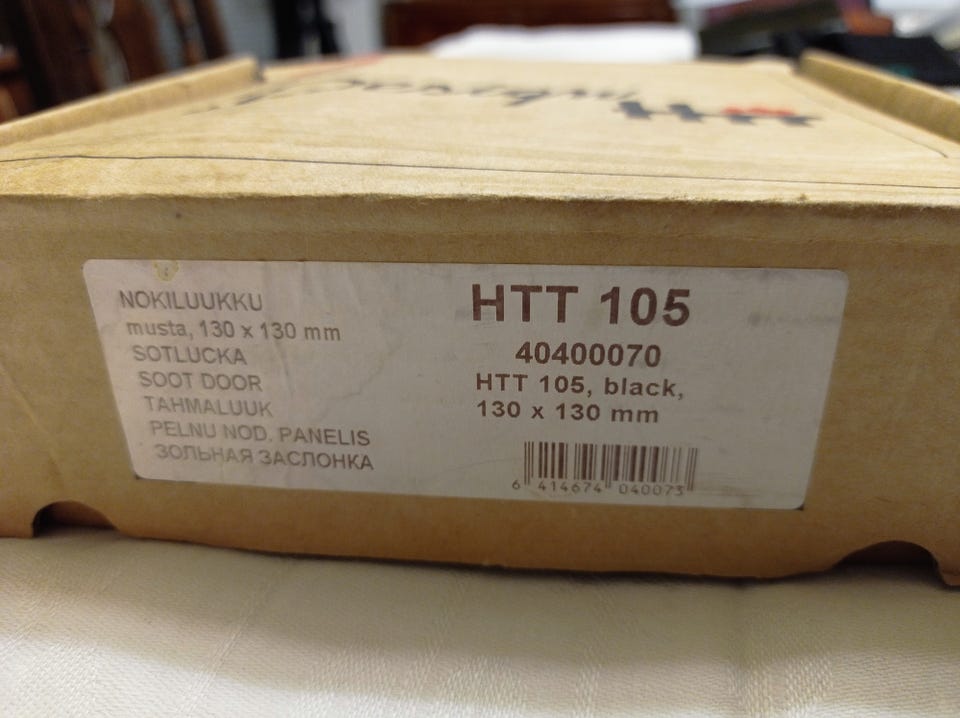 Design
NOKILUUKKU
musta, 130 x 130 mm
SOTLUCKA
SOOT DOOR
TAHMALUUK
PELNU NOD. PANELIS
ЗОЛЬНАЯ ЗАСЛОНКА
HTT 105
40400070
HTT 105, black,
130 x 130 mm
6 414674 040073